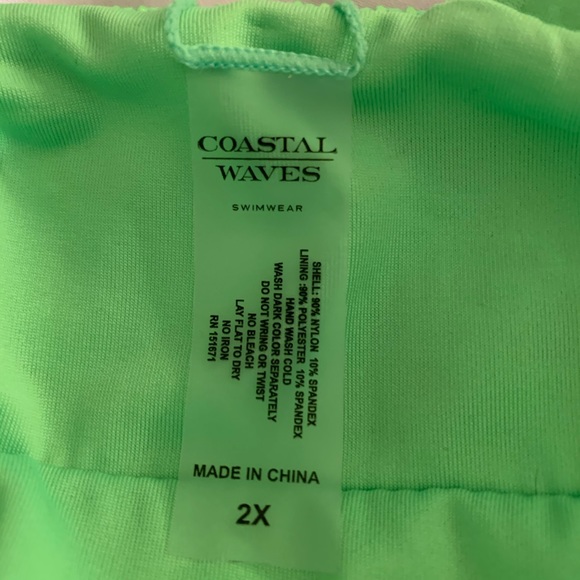 COASTAL
WAVES
SWIMWEAR
SHELL: 90% NYLON 10% SPANDEX
LINING :90% POLYESTER 10% SPANDEX
HAND WASH COLD
WASH DARK COLOR SEPARATELY
DO NOT WRING OR TWIST
NO BLEACH
LAY FLAT TO DRY
NO IRON
RN 151671
MADE IN CHINA
2X